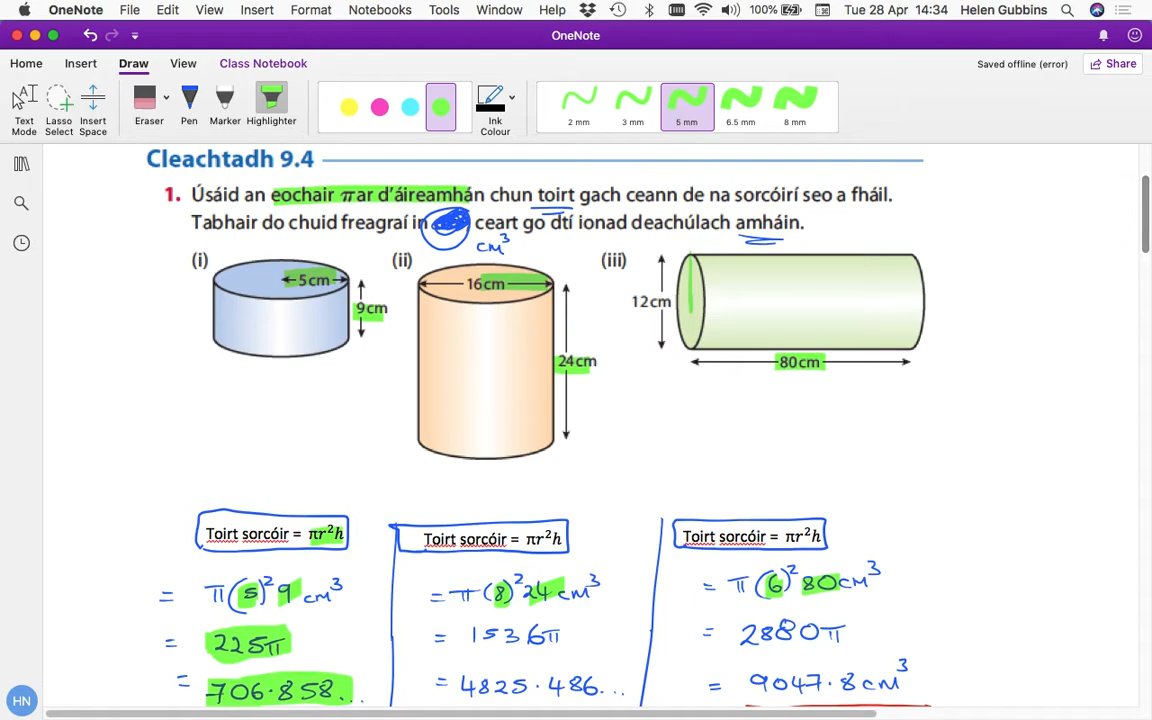 OneNote File Edit View Insert Format Notebooks Tools Window Help 100% Tue 28 Apr 14:34 Helen Gubbins
OneNote
Home Insert Draw View Class Notebook Saved offline (error) Share
Text Mode Lasso Select Insert Space Eraser Pen Marker Highlighter Ink Colour 2 mm 3 mm 5 mm 6.5 mm 8 mm
Cleachtadh 9.4
1. Úsáid an eochair π ar d'áireamhán chun toirt gach ceann de na sorcóirí seo a fháil.
Tabhair do chuid freagraí in ceart go dtí ionad deachúlach amháin.
cm³
(i) (ii) (iii)
5 cm 16 cm 12 cm
9 cm
24 cm 80 cm
Toirt sorcóir = πr²h Toirt sorcóir = πr²h Toirt sorcóir = πr²h
= π(5)²9 cm³ = π(8)²24 cm³ = π(6)²80 cm³
= 225π = 1536π = 2880π
= 706.858.. = 4825.486... = 9047.8 cm³
HN